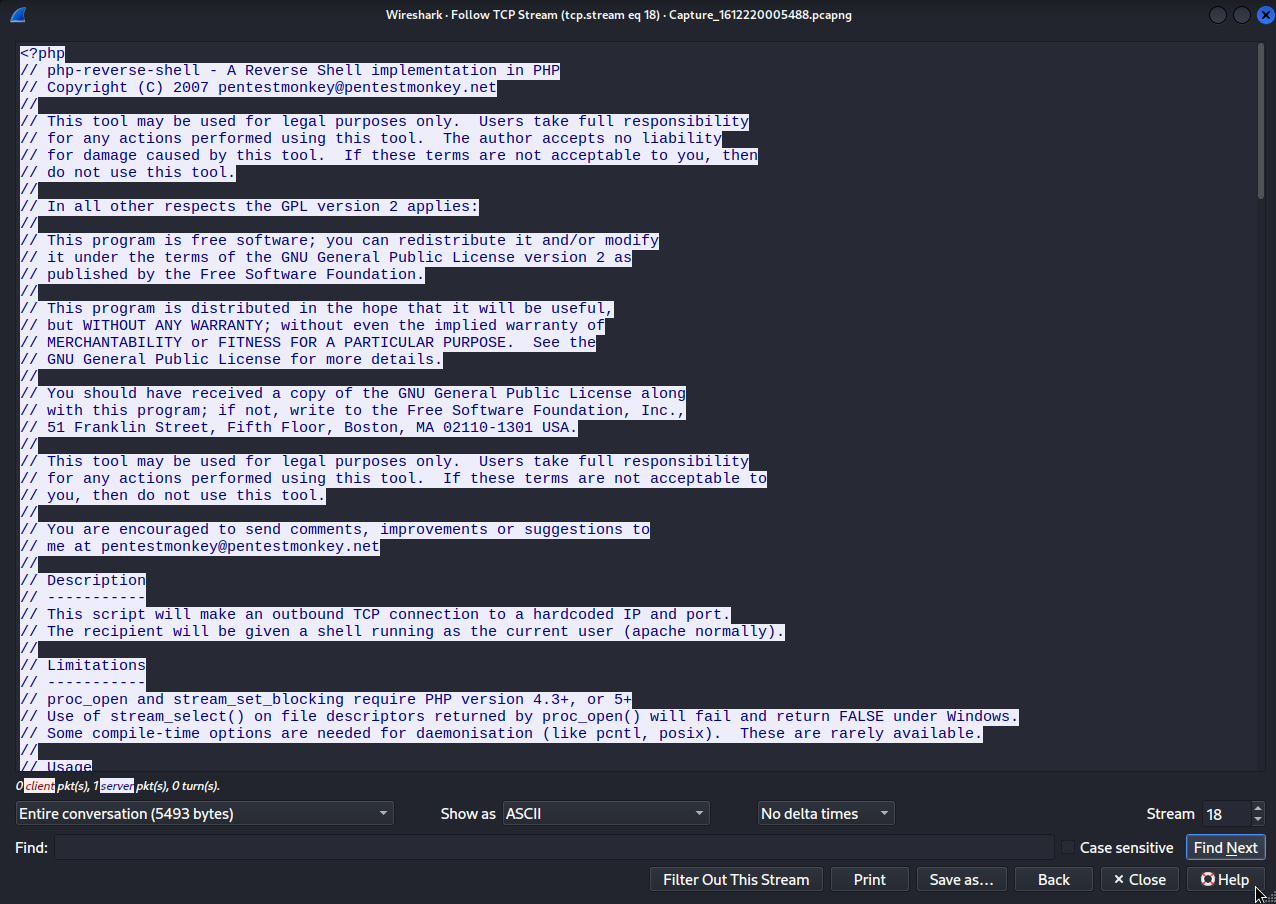 Wireshark · Follow TCP Stream (tcp.stream eq 18) · Capture_1612220005488.pcapng
<?php
// php-reverse-shell - A Reverse Shell implementation in PHP
// Copyright (C) 2007 pentestmonkey@pentestmonkey.net
//
// This tool may be used for legal purposes only.  Users take full responsibility
// for any actions performed using this tool.  The author accepts no liability
// for damage caused by this tool.  If these terms are not acceptable to you, then
// do not use this tool.
//
// In all other respects the GPL version 2 applies:
//
// This program is free software; you can redistribute it and/or modify
// it under the terms of the GNU General Public License version 2 as
// published by the Free Software Foundation.
//
// This program is distributed in the hope that it will be useful,
// but WITHOUT ANY WARRANTY; without even the implied warranty of
// MERCHANTABILITY or FITNESS FOR A PARTICULAR PURPOSE.  See the
// GNU General Public License for more details.
//
// You should have received a copy of the GNU General Public License along
// with this program; if not, write to the Free Software Foundation, Inc.,
// 51 Franklin Street, Fifth Floor, Boston, MA 02110-1301 USA.
//
// This tool may be used for legal purposes only.  Users take full responsibility
// for any actions performed using this tool.  If these terms are not acceptable to
// you, then do not use this tool.
//
// You are encouraged to send comments, improvements or suggestions to
// me at pentestmonkey@pentestmonkey.net
//
// Description
// -----------
// This script will make an outbound TCP connection to a hardcoded IP and port.
// The recipient will be given a shell running as the current user (apache normally).
//
// Limitations
// -----------
// proc_open and stream_set_blocking require PHP version 4.3+, or 5+
// Use of stream_select() on file descriptors returned by proc_open() will fail and return FALSE under Windows.
// Some compile-time options are needed for daemonisation (like pcntl, posix).  These are rarely available.
//
// Usage
0 client pkt(s), 1 server pkt(s), 0 turn(s).
Entire conversation (5493 bytes) Show as ASCII No delta times Stream 18
Find: Case sensitive Find Next
Filter Out This Stream Print Save as… Back Close Help